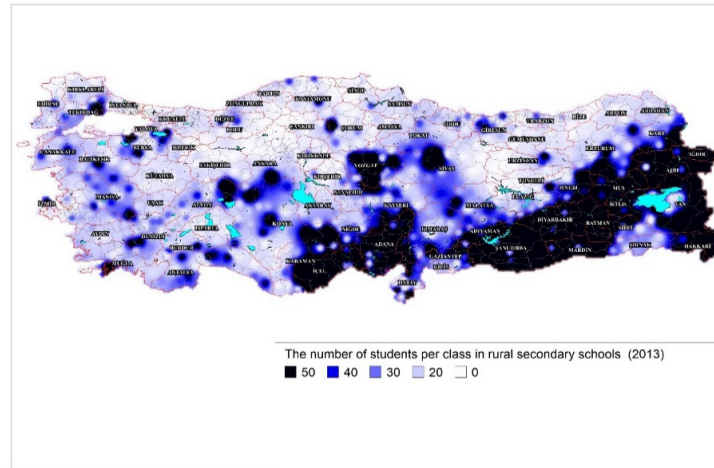 KIRKLARELİ
EDİRNE
TEKİRDAĞ
İSTANBUL
KOCAELİ
YALOVA
BURSA
BİLECİK
ÇANAKKALE
BALIKESİR
DÜZCE
BOLU
ZONGULDAK
BARTIN
KASTAMONU
SİNOP
SAMSUN
ÇANKIRI
ÇORUM
AMASYA
TOKAT
ORDU
GİRESUN
GÜMÜŞHANE
TRABZON
RİZE
ARTVİN
ARDAHAN
KARS
IĞDIR
AĞRI
ERZURUM
ERZİNCAN
TUNCELİ
ELAZIĞ
BİNGÖL
MUŞ
BİTLİS
VAN
HAKKARİ
ŞIRNAK
SİİRT
BATMAN
MARDİN
DİYARBAKIR
ŞANLIURFA
ADIYAMAN
MALATYA
SİVAS
YOZGAT
KIRIKKALE
KIRŞEHİR
NEVŞEHİR
KAYSERİ
K.MARAŞ
GAZİANTEP
KİLİS
HATAY
ADANA
İÇEL
KARAMAN
NİĞDE
AKSARAY
KONYA
ANKARA
ESKİŞEHİR
KÜTAHYA
AFYON
UŞAK
MANİSA
İZMİR
AYDIN
DENİZLİ
MUĞLA
BURDUR
ISPARTA
ANTALYA
The number of students per class in rural secondary schools (2013)
50 40 30 20 0